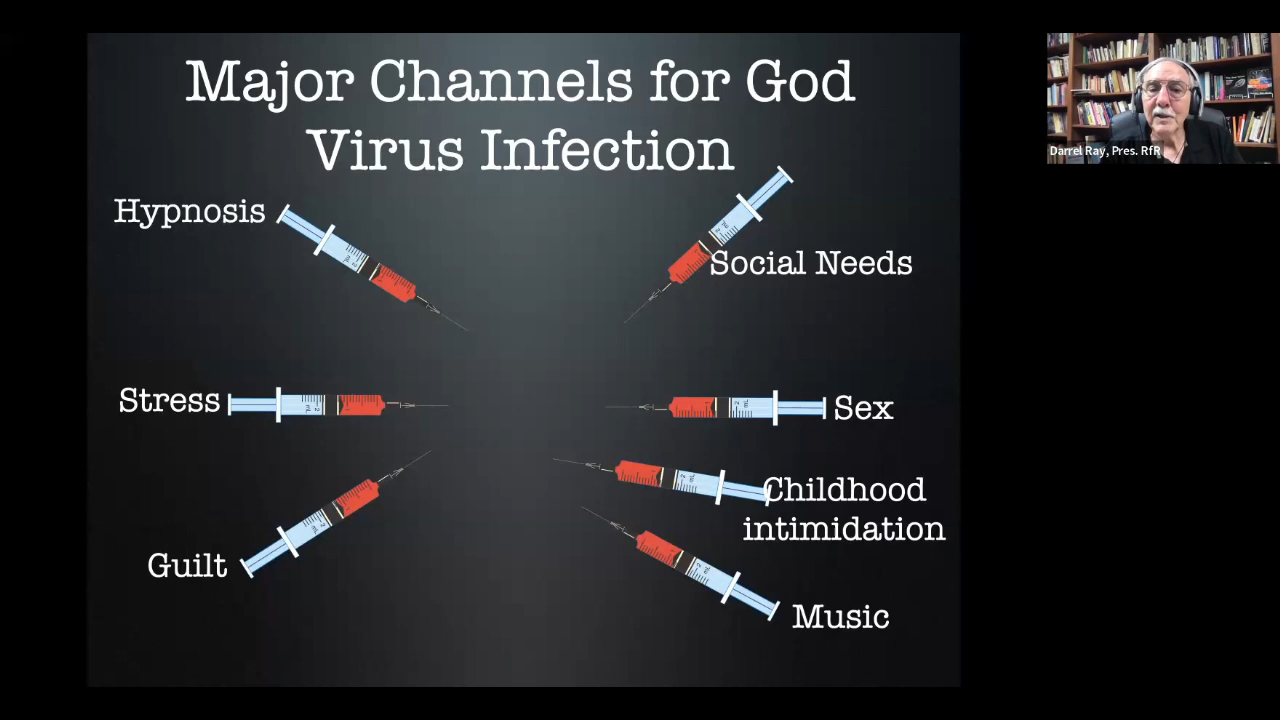 Major Channels for God
Virus Infection
Hypnosis
Social Needs
Stress
Sex
Childhood
intimidation
Guilt
Music
Darrel Ray, Pres. RfR